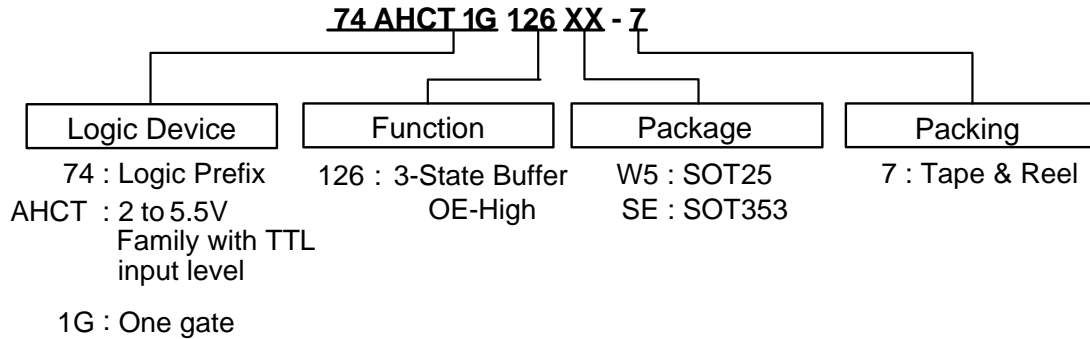 74 AHCT 1G 126 XX - 7
Logic Device
74 : Logic Prefix
AHCT : 2 to 5.5V
Family with TTL
input level
1G : One gate
Function
126 : 3-State Buffer
OE-High
Package
W5 : SOT25
SE : SOT353
Packing
7 : Tape & Reel